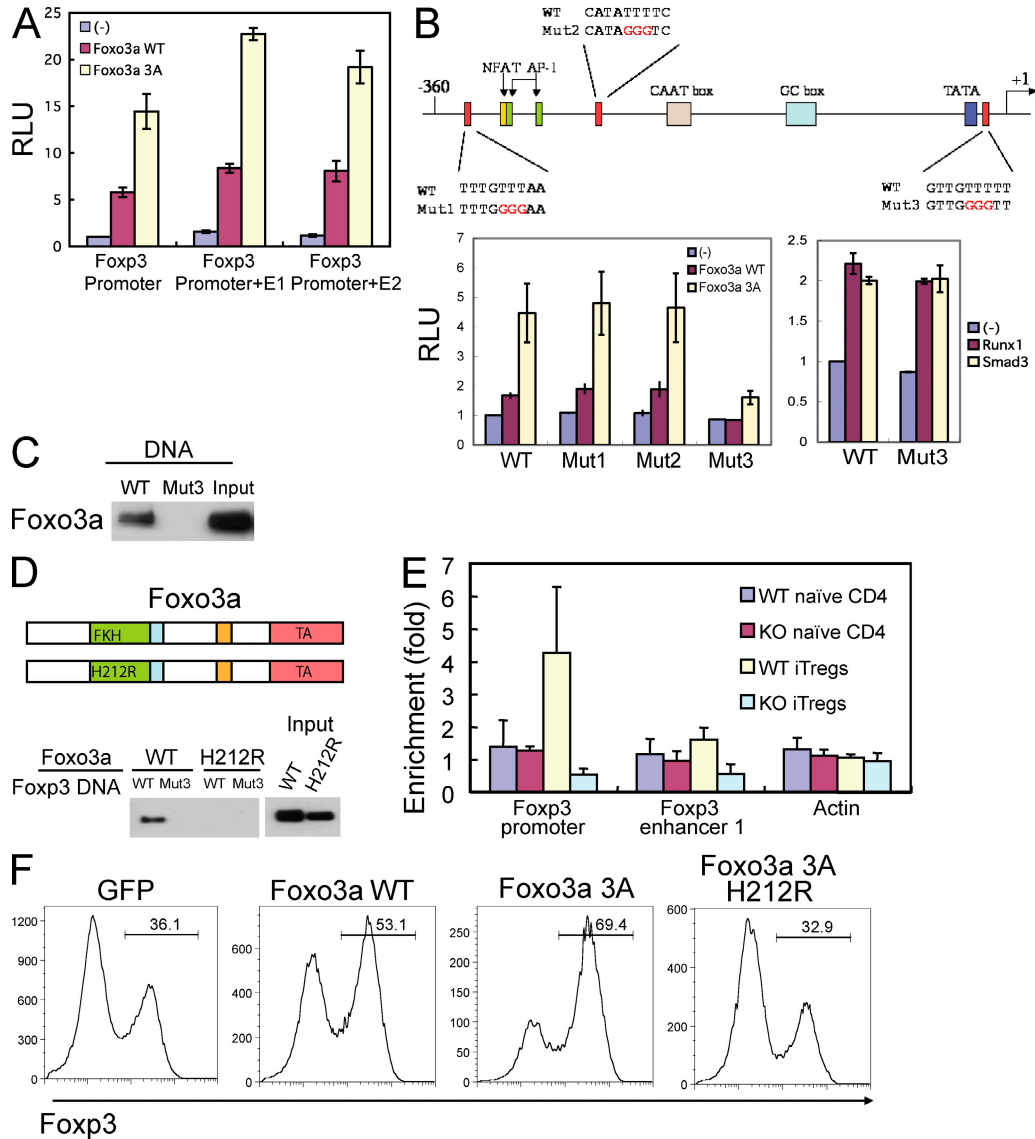 A
(-)
Foxo3a WT
Foxo3a 3A
RLU
25
20
15
10
5
0
Foxp3
Promoter
Foxp3
Promoter+E1
Foxp3
Promoter+E2
B
WT CATATTTTC
Mut2 CATAGGGTC
NFAT AP-1
-360
CAAT box
GC box
TATA
+1
WT TTTGTTTAA
Mut1 TTTGGGGAA
WT GTTGTTTTT
Mut3 GTTGGGGTT
RLU
7
6
5
4
3
2
1
0
(-)
Foxo3a WT
Foxo3a 3A
WT Mut1 Mut2 Mut3
2.5
2
1.5
1
0.5
0
(-)
Runx1
Smad3
WT Mut3
C
DNA
WT Mut3 Input
Foxo3a
D
Foxo3a
FKH TA
H212R TA
Foxo3a WT H212R
Foxp3 DNA WT Mut3 WT Mut3
Input
WT H212R
E
Enrichment (fold)
7
6
5
4
3
2
1
0
WT naïve CD4
KO naïve CD4
WT iTregs
KO iTregs
Foxp3
promoter
Foxp3
enhancer 1
Actin
F
GFP
1200
900
600
300
0
36.1
Foxo3a WT
600
400
200
0
53.1
Foxo3a 3A
250
200
150
100
50
0
69.4
Foxo3a 3A
H212R
600
400
200
0
32.9
Foxp3